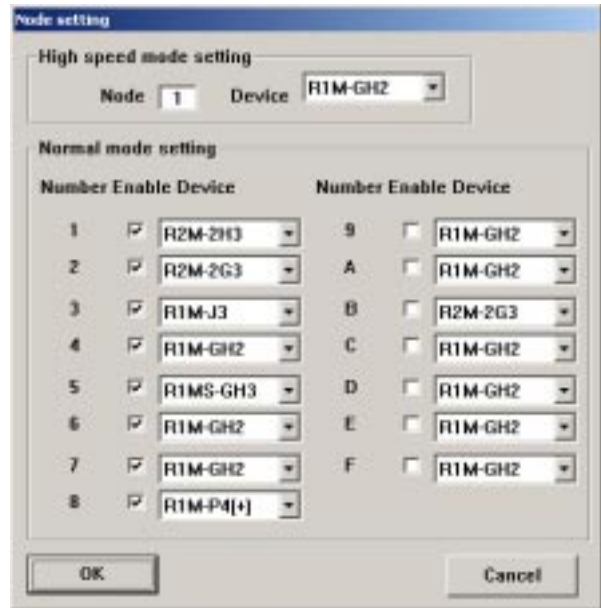 Node setting
High speed mode setting
Node 1 Device R1M-GH2
Normal mode setting
Number Enable Device Number Enable Device
1 R2M-2H3 9 R1M-GH2
2 R2M-2G3 A R1M-GH2
3 R1M-J3 B R2M-2G3
4 R1M-GH2 C R1M-GH2
5 R1MS-GH3 D R1M-GH2
6 R1M-GH2 E R1M-GH2
7 R1M-GH2 F R1M-GH2
8 R1M-P4(+)
OK Cancel